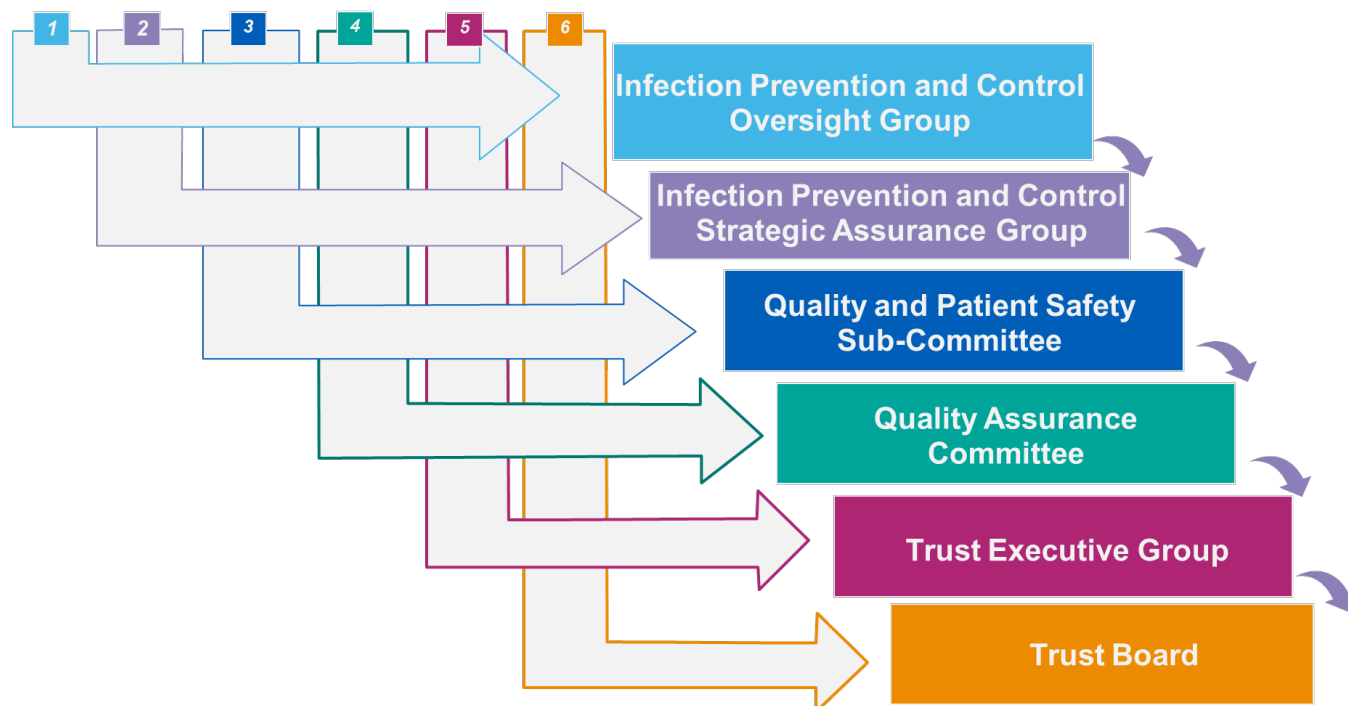 1
2
3
4
5
6
Infection Prevention and Control
Oversight Group
Infection Prevention and Control
Strategic Assurance Group
Quality and Patient Safety
Sub-Committee
Quality Assurance
Committee
Trust Executive Group
Trust Board